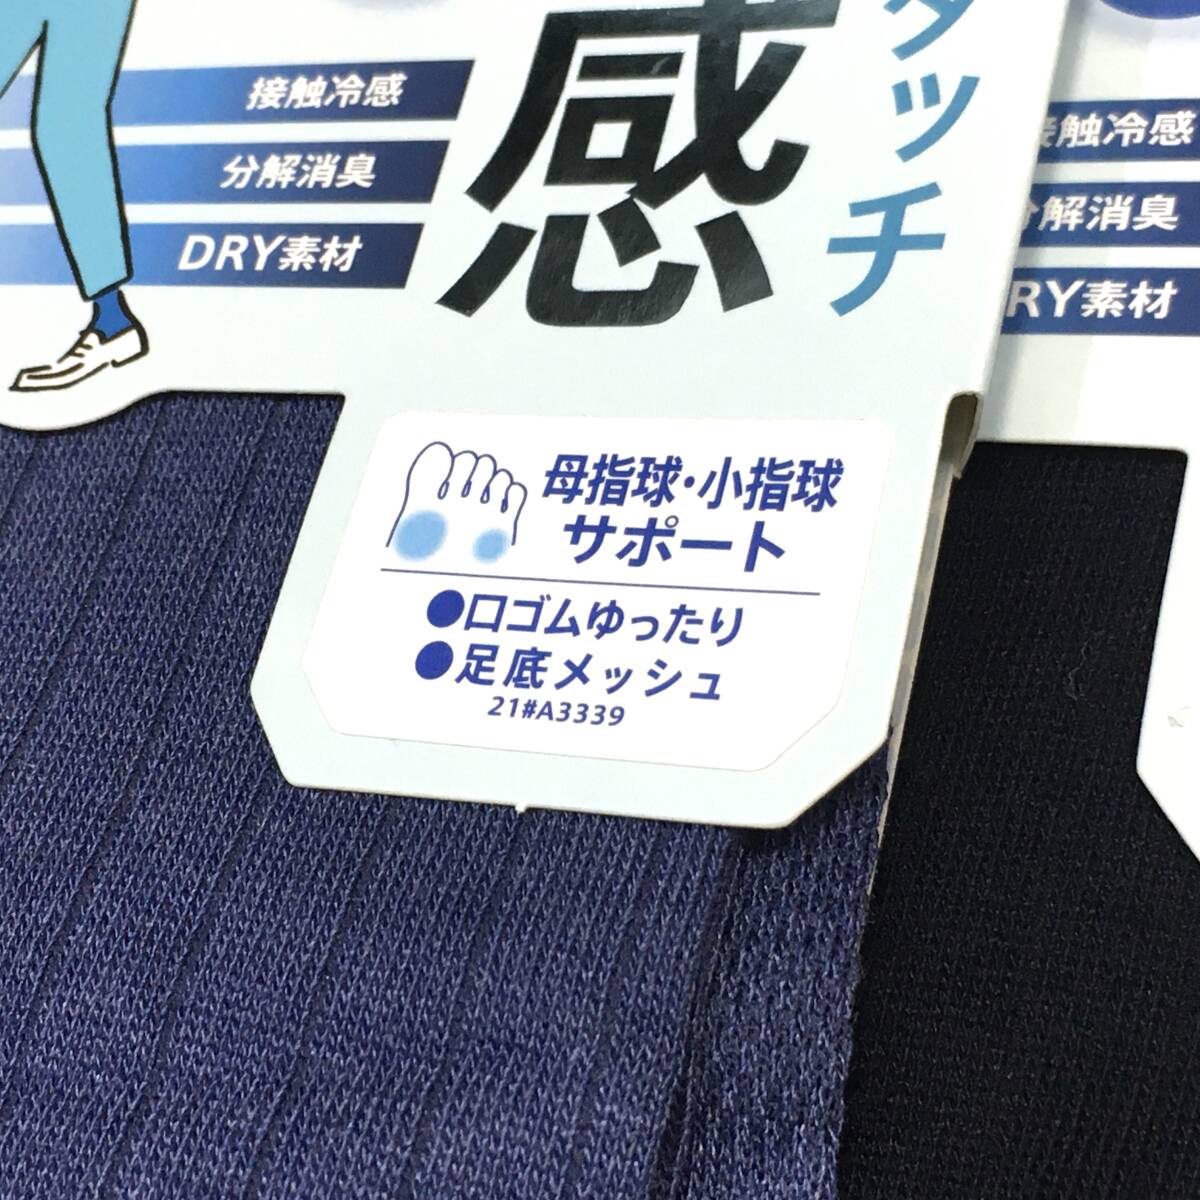 接触冷感
分解消臭
DRY素材
感
タッチ
母指球・小指球
サポート
●口ゴムゆったり
●足底メッシュ
21#A3339
接触冷感
分解消臭
DRY素材